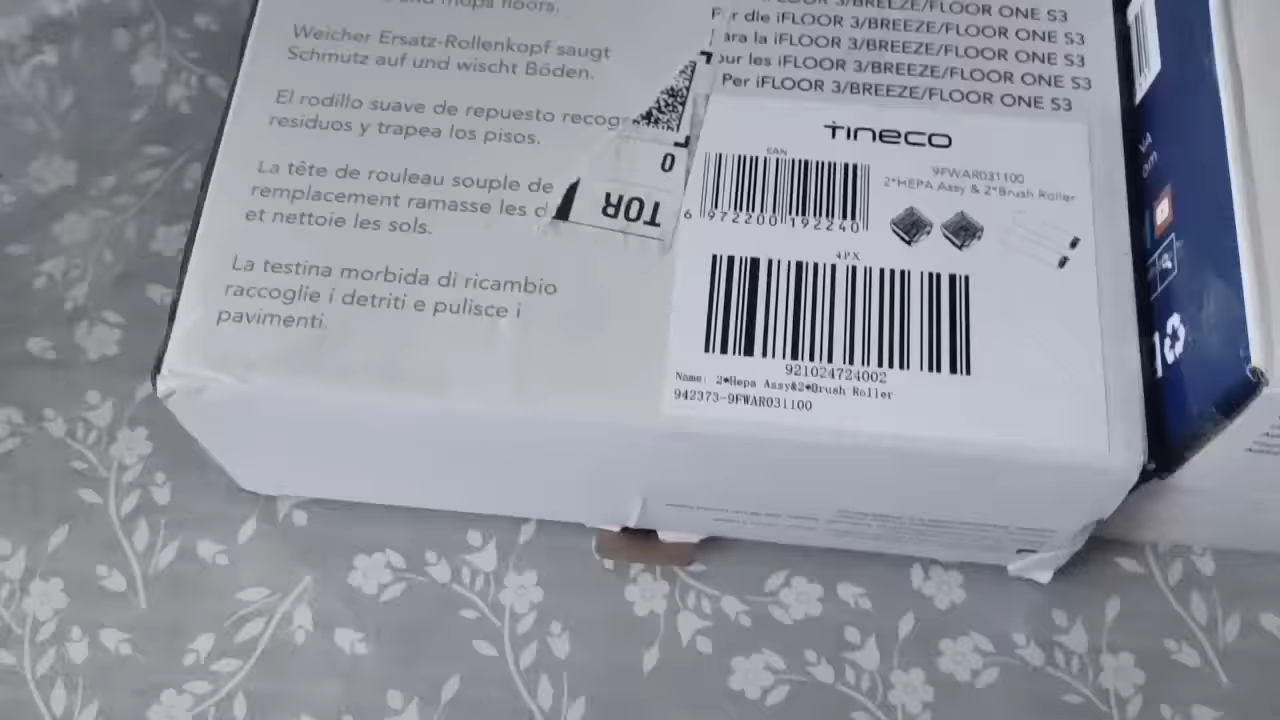 and mops floors.
Weicher Ersatz-Rollenkopf saugt
Schmutz auf und wischt Böden.
El rodillo suave de repuesto recog
residuos y trapea los pisos.
La tête de rouleau souple de
remplacement ramasse les d
et nettoie les sols.
La testina morbida di ricambio
raccoglie i detriti e pulisce i
pavimenti.
3/BREEZE/FLOOR ONE S3
F r die iFLOOR 3/BREEZE/FLOOR ONE S3
ara la iFLOOR 3/BREEZE/FLOOR ONE S3
our les iFLOOR 3/BREEZE/FLOOR ONE S3
Per iFLOOR 3/BREEZE/FLOOR ONE S3
0
TOR
TINECO
EAN
6 972200 192240
9FWAR031100
2*HEPA Assy & 2*Brush Roller
4PX
921024724002
Name: 2*Hepa Assy&2*Brush Roller
942373-9FWAR031100